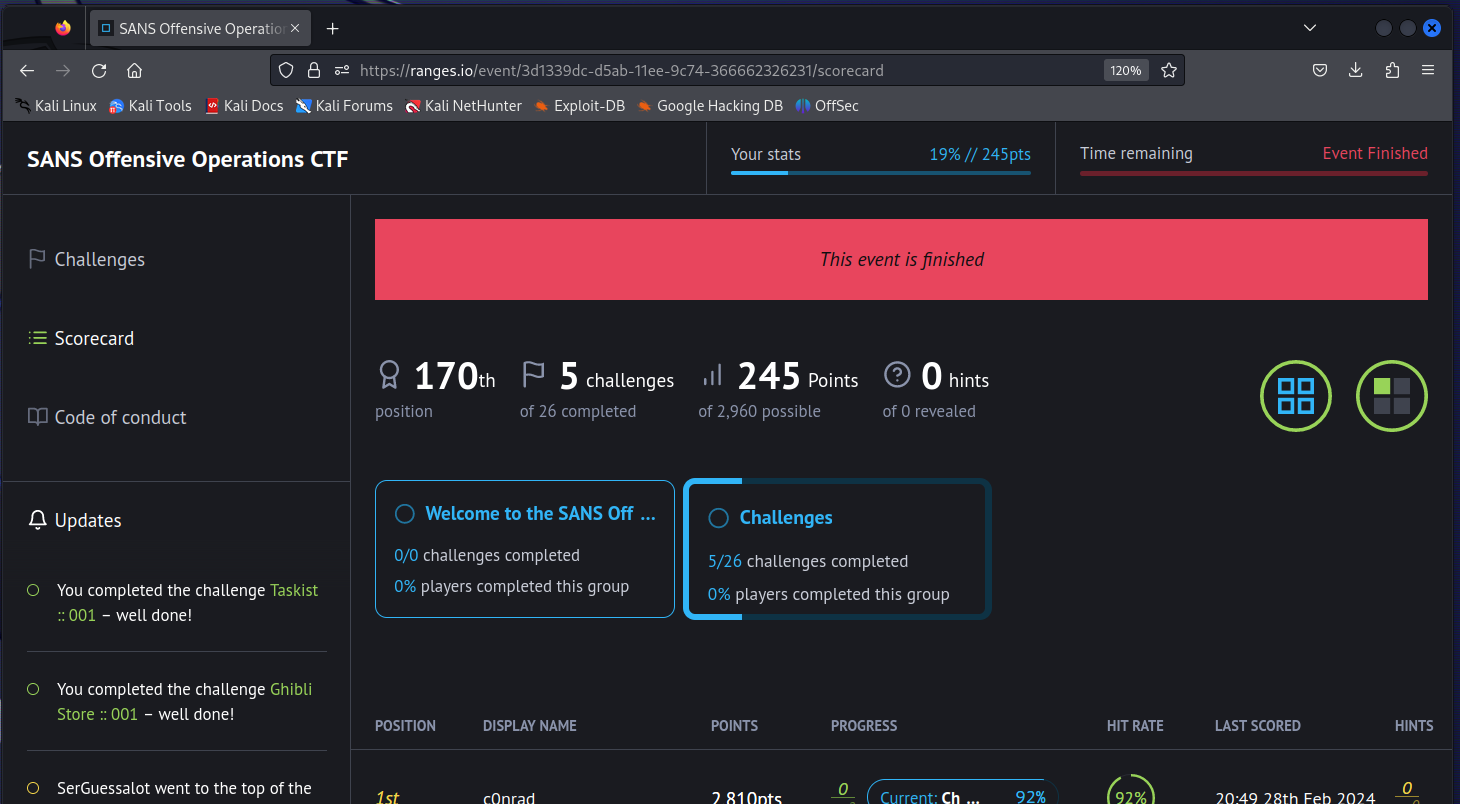 SANS Offensive Operatio
https://ranges.io/event/3d1339dc-d5ab-11ee-9c74-366662326231/scorecard 120%
Kali Linux Kali Tools Kali Docs Kali Forums Kali NetHunter Exploit-DB Google Hacking DB OffSec
SANS Offensive Operations CTF
Your stats 19% // 245pts
Time remaining Event Finished
Challenges
Scorecard
Code of conduct
Updates
You completed the challenge Taskist
:: 001 – well done!
You completed the challenge Ghibli
Store :: 001 – well done!
SerGuessalot went to the top of the
This event is finished
170th
position
5 challenges
of 26 completed
245 Points
of 2,960 possible
0 hints
of 0 revealed
Welcome to the SANS Off ...
0/0 challenges completed
0% players completed this group
Challenges
5/26 challenges completed
0% players completed this group
POSITION DISPLAY NAME POINTS PROGRESS HIT RATE LAST SCORED HINTS
1st c0nrad 2,810pts 0 Current: Ch ... 92% 92% 20:49 28th Feb 2024 0